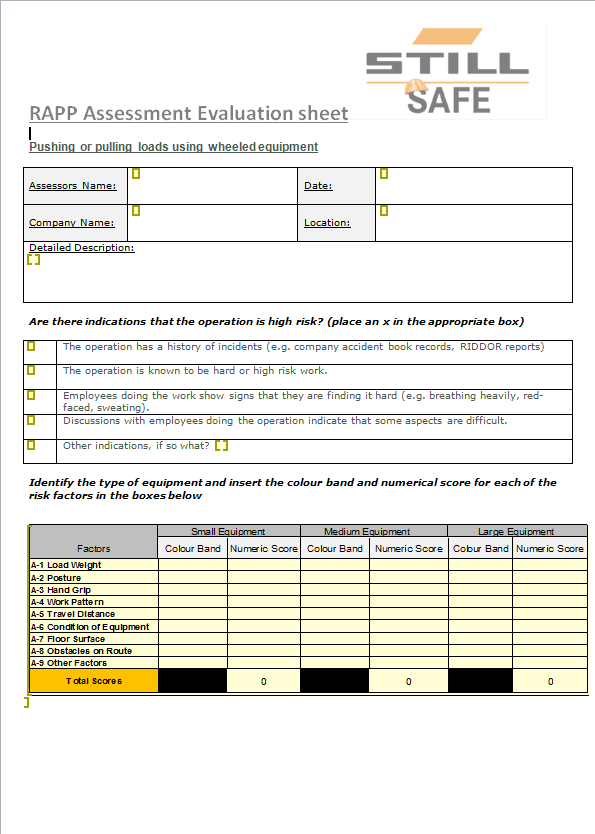 STILL
SAFE
RAPP Assessment Evaluation sheet
Pushing or pulling loads using wheeled equipment
Assessors Name:
Date:
Company Name:
Location:
Detailed Description:
Are there indications that the operation is high risk? (place an x in the appropriate box)
The operation has a history of incidents (e.g. company accident book records, RIDDOR reports)
The operation is known to be hard or high risk work.
Employees doing the work show signs that they are finding it hard (e.g. breathing heavily, red-
faced, sweating).
Discussions with employees doing the operation indicate that some aspects are difficult.
Other indications, if so what?
Identify the type of equipment and insert the colour band and numerical score for each of the
risk factors in the boxes below
Small Equipment Medium Equipment Large Equipment
Factors Colour Band Numeric Score Colour Band Numeric Score Colour Band Numeric Score
A-1 Load Weight
A-2 Posture
A-3 Hand Grip
A-4 Work Pattern
A-5 Travel Distance
A-6 Condition of Equipment
A-7 Floor Surface
A-8 Obstacles on Route
A-9 Other Factors
Total Scores 0 0 0